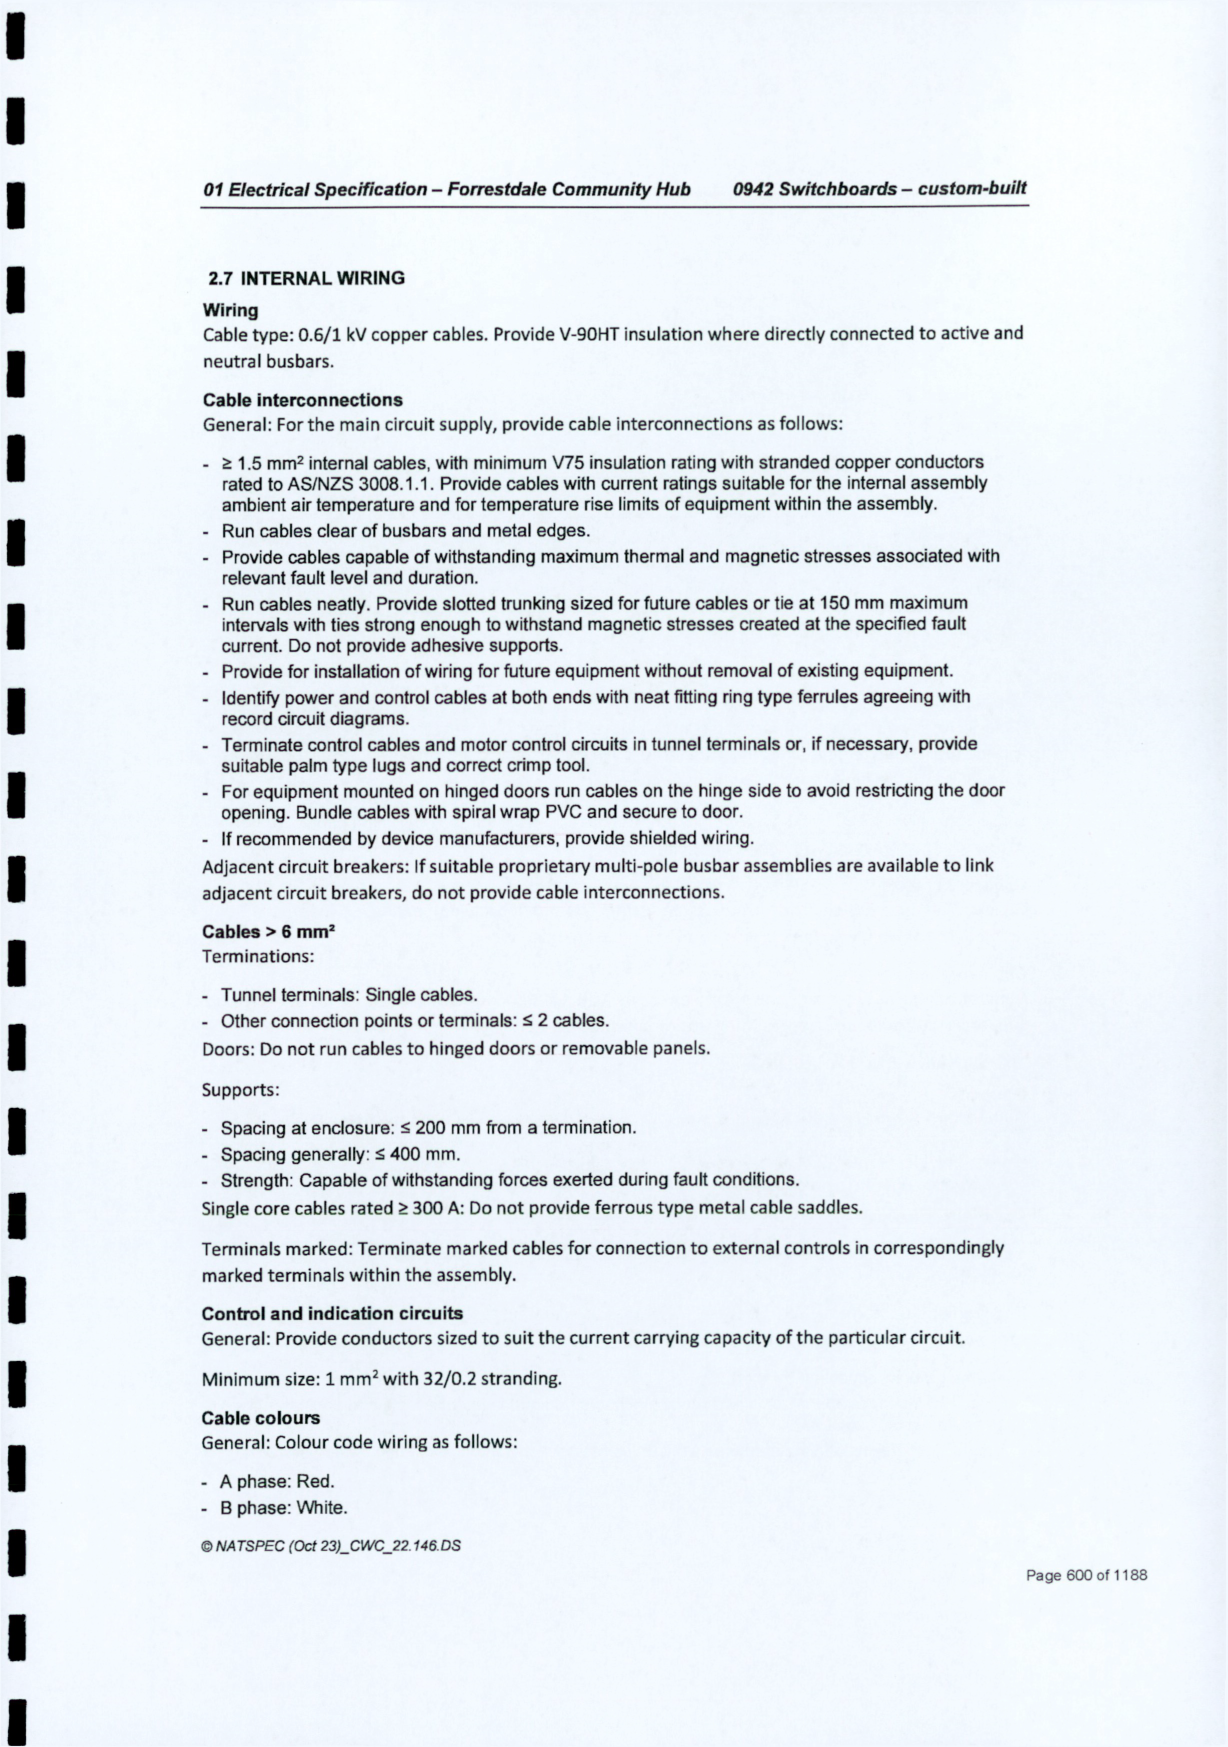 01 Electrical Specification – Forrestdale Community Hub 0942 Switchboards – custom-built
2.7 INTERNAL WIRING
Wiring
Cable type: 0.6/1 kV copper cables. Provide V-90HT insulation where directly connected to active and
neutral busbars.
Cable interconnections
General: For the main circuit supply, provide cable interconnections as follows:
- ≥ 1.5 mm² internal cables, with minimum V75 insulation rating with stranded copper conductors
rated to AS/NZS 3008.1.1. Provide cables with current ratings suitable for the internal assembly
ambient air temperature and for temperature rise limits of equipment within the assembly.
- Run cables clear of busbars and metal edges.
- Provide cables capable of withstanding maximum thermal and magnetic stresses associated with
relevant fault level and duration.
- Run cables neatly. Provide slotted trunking sized for future cables or tie at 150 mm maximum
intervals with ties strong enough to withstand magnetic stresses created at the specified fault
current. Do not provide adhesive supports.
- Provide for installation of wiring for future equipment without removal of existing equipment.
- Identify power and control cables at both ends with neat fitting ring type ferrules agreeing with
record circuit diagrams.
- Terminate control cables and motor control circuits in tunnel terminals or, if necessary, provide
suitable palm type lugs and correct crimp tool.
- For equipment mounted on hinged doors run cables on the hinge side to avoid restricting the door
opening. Bundle cables with spiral wrap PVC and secure to door.
- If recommended by device manufacturers, provide shielded wiring.
Adjacent circuit breakers: If suitable proprietary multi-pole busbar assemblies are available to link
adjacent circuit breakers, do not provide cable interconnections.
Cables > 6 mm²
Terminations:
- Tunnel terminals: Single cables.
- Other connection points or terminals: ≤ 2 cables.
Doors: Do not run cables to hinged doors or removable panels.
Supports:
- Spacing at enclosure: ≤ 200 mm from a termination.
- Spacing generally: ≤ 400 mm.
- Strength: Capable of withstanding forces exerted during fault conditions.
Single core cables rated ≥ 300 A: Do not provide ferrous type metal cable saddles.
Terminals marked: Terminate marked cables for connection to external controls in correspondingly
marked terminals within the assembly.
Control and indication circuits
General: Provide conductors sized to suit the current carrying capacity of the particular circuit.
Minimum size: 1 mm² with 32/0.2 stranding.
Cable colours
General: Colour code wiring as follows:
- A phase: Red.
- B phase: White.
© NATSPEC (Oct 23)_CWC_22.146.DS
Page 600 of 1188